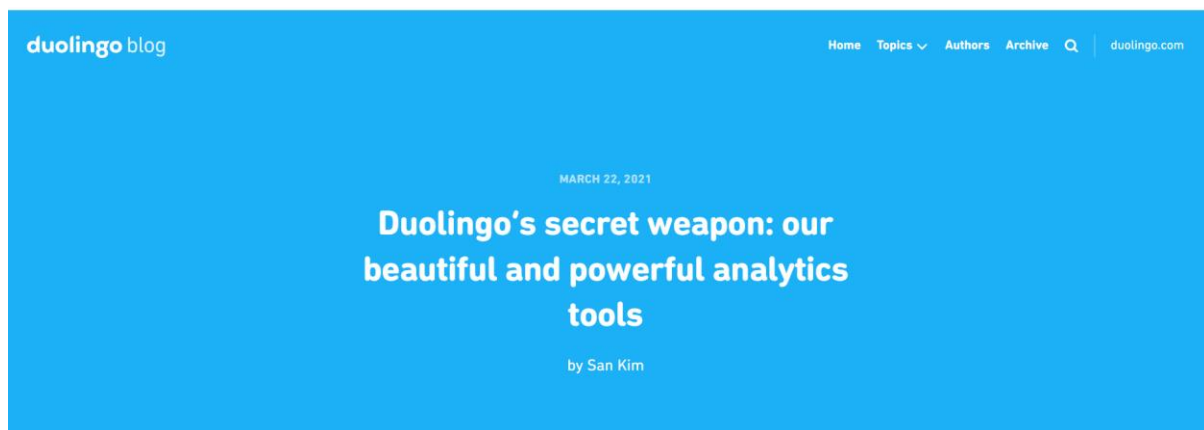 duolingo blog
Home Topics Authors Archive duolingo.com
MARCH 22, 2021
Duolingo’s secret weapon: our
beautiful and powerful analytics
tools
by San Kim